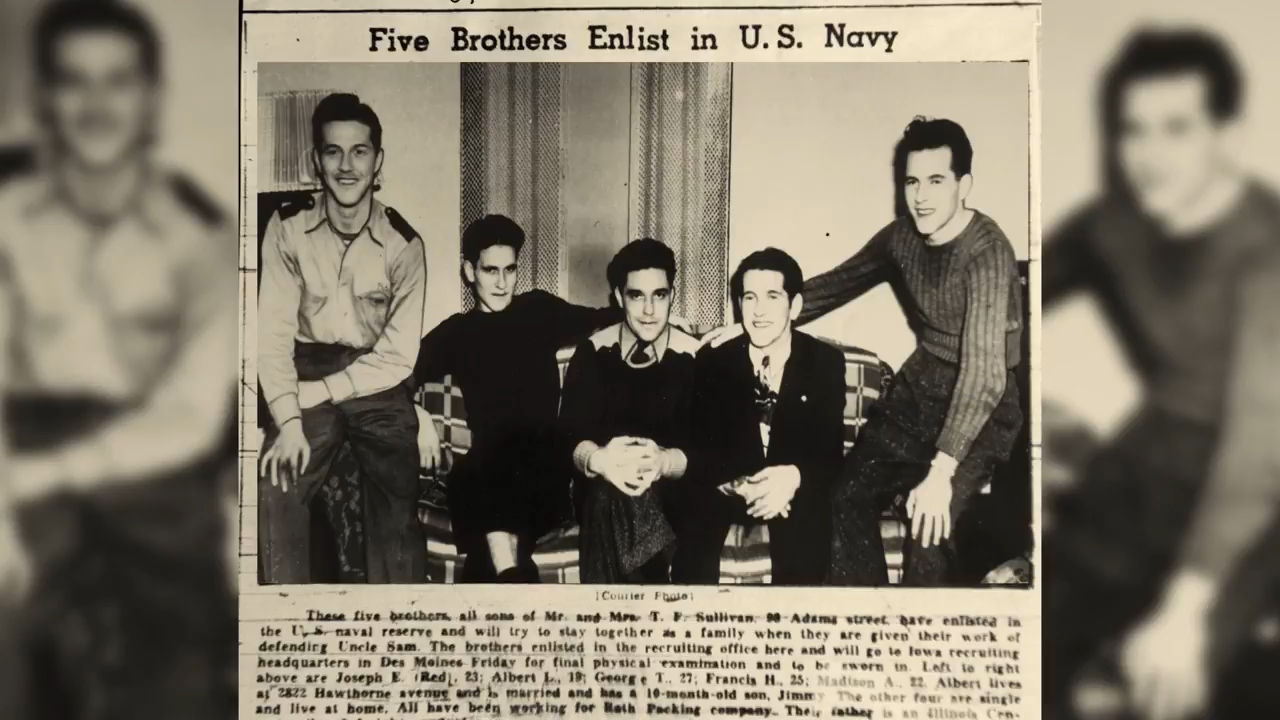 Five Brothers Enlist in U. S. Navy
(Courier Photo)
These five brothers, all sons of Mr. and Mrs. T. F. Sullivan, 98 Adams street, have enlisted in
the U. S. naval reserve and will try to stay together as a family when they are given their work of
defending Uncle Sam. The brothers enlisted in the recruiting office here and will go to Iowa recruiting
headquarters in Des Moines Friday for final physical examination and to be sworn in. Left to right
above are Joseph E. (Red), 23; Albert L., 19; George T., 27; Francis H., 25; Madison A., 22. Albert lives
at 2822 Hawthorne avenue and is married and has a 10-month-old son, Jimmy. The other four are single
and live at home. All have been working for Rath Packing company. Their father is an Illinois Cen-